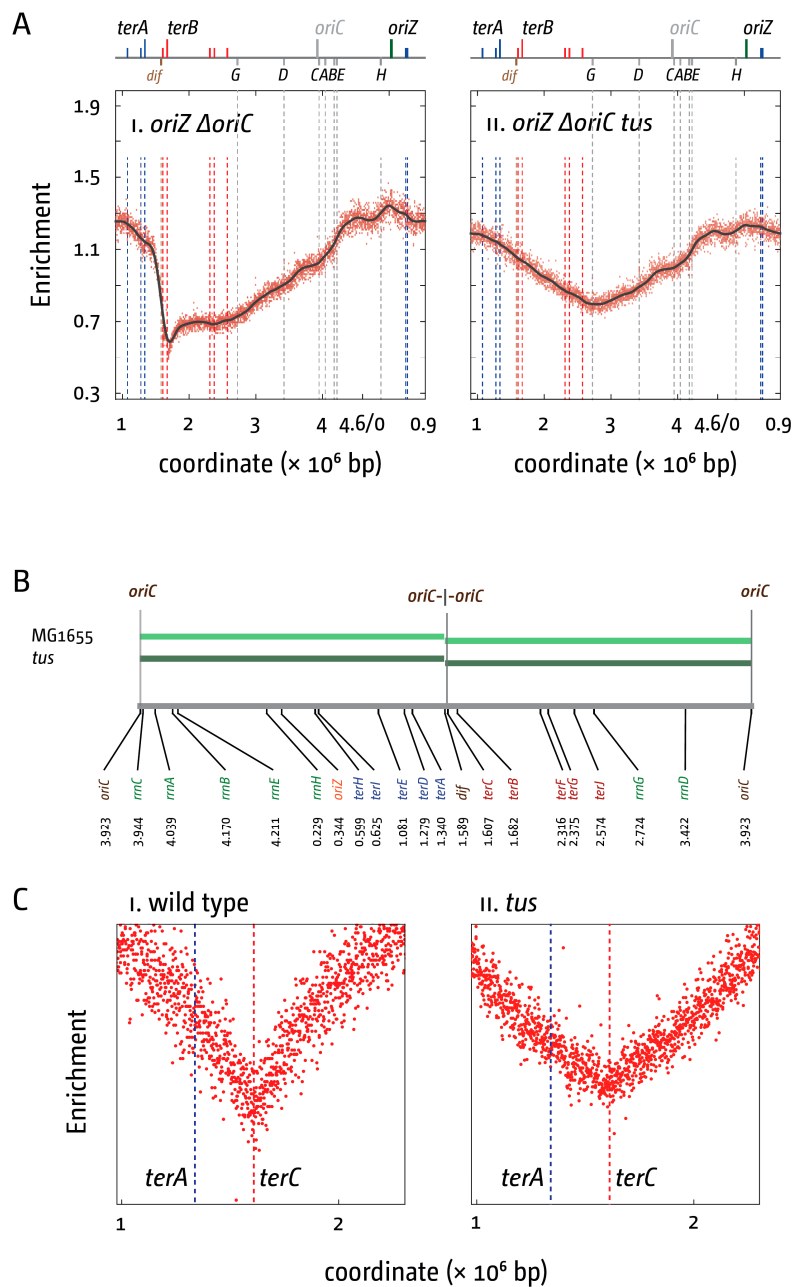 A
terA terB oriC oriZ
dif G D CABE H
terA terB oriC oriZ
dif G D CABE H
I. oriZ ΔoriC
II. oriZ ΔoriC tus
Enrichment
1.9
1.5
1.1
0.7
0.3
1 2 3 4 4.6/0 0.9
1 2 3 4 4.6/0 0.9
coordinate (× 10⁶ bp)
coordinate (× 10⁶ bp)
B
oriC oriC-|-oriC oriC
MG1655
tus
oriC rrnC rrnA rrnB rrnE rrnH oriZ terH terI terE terD terA dif terC terB terF terG terJ rrnG rrnD oriC
3.923 3.944 4.039 4.170 4.211 0.229 0.344 0.599 0.625 1.081 1.279 1.340 1.589 1.607 1.682 2.316 2.375 2.574 2.724 3.422 3.923
C
I. wild type
II. tus
Enrichment
terA terC
terA terC
1 2
1 2
coordinate (× 10⁶ bp)